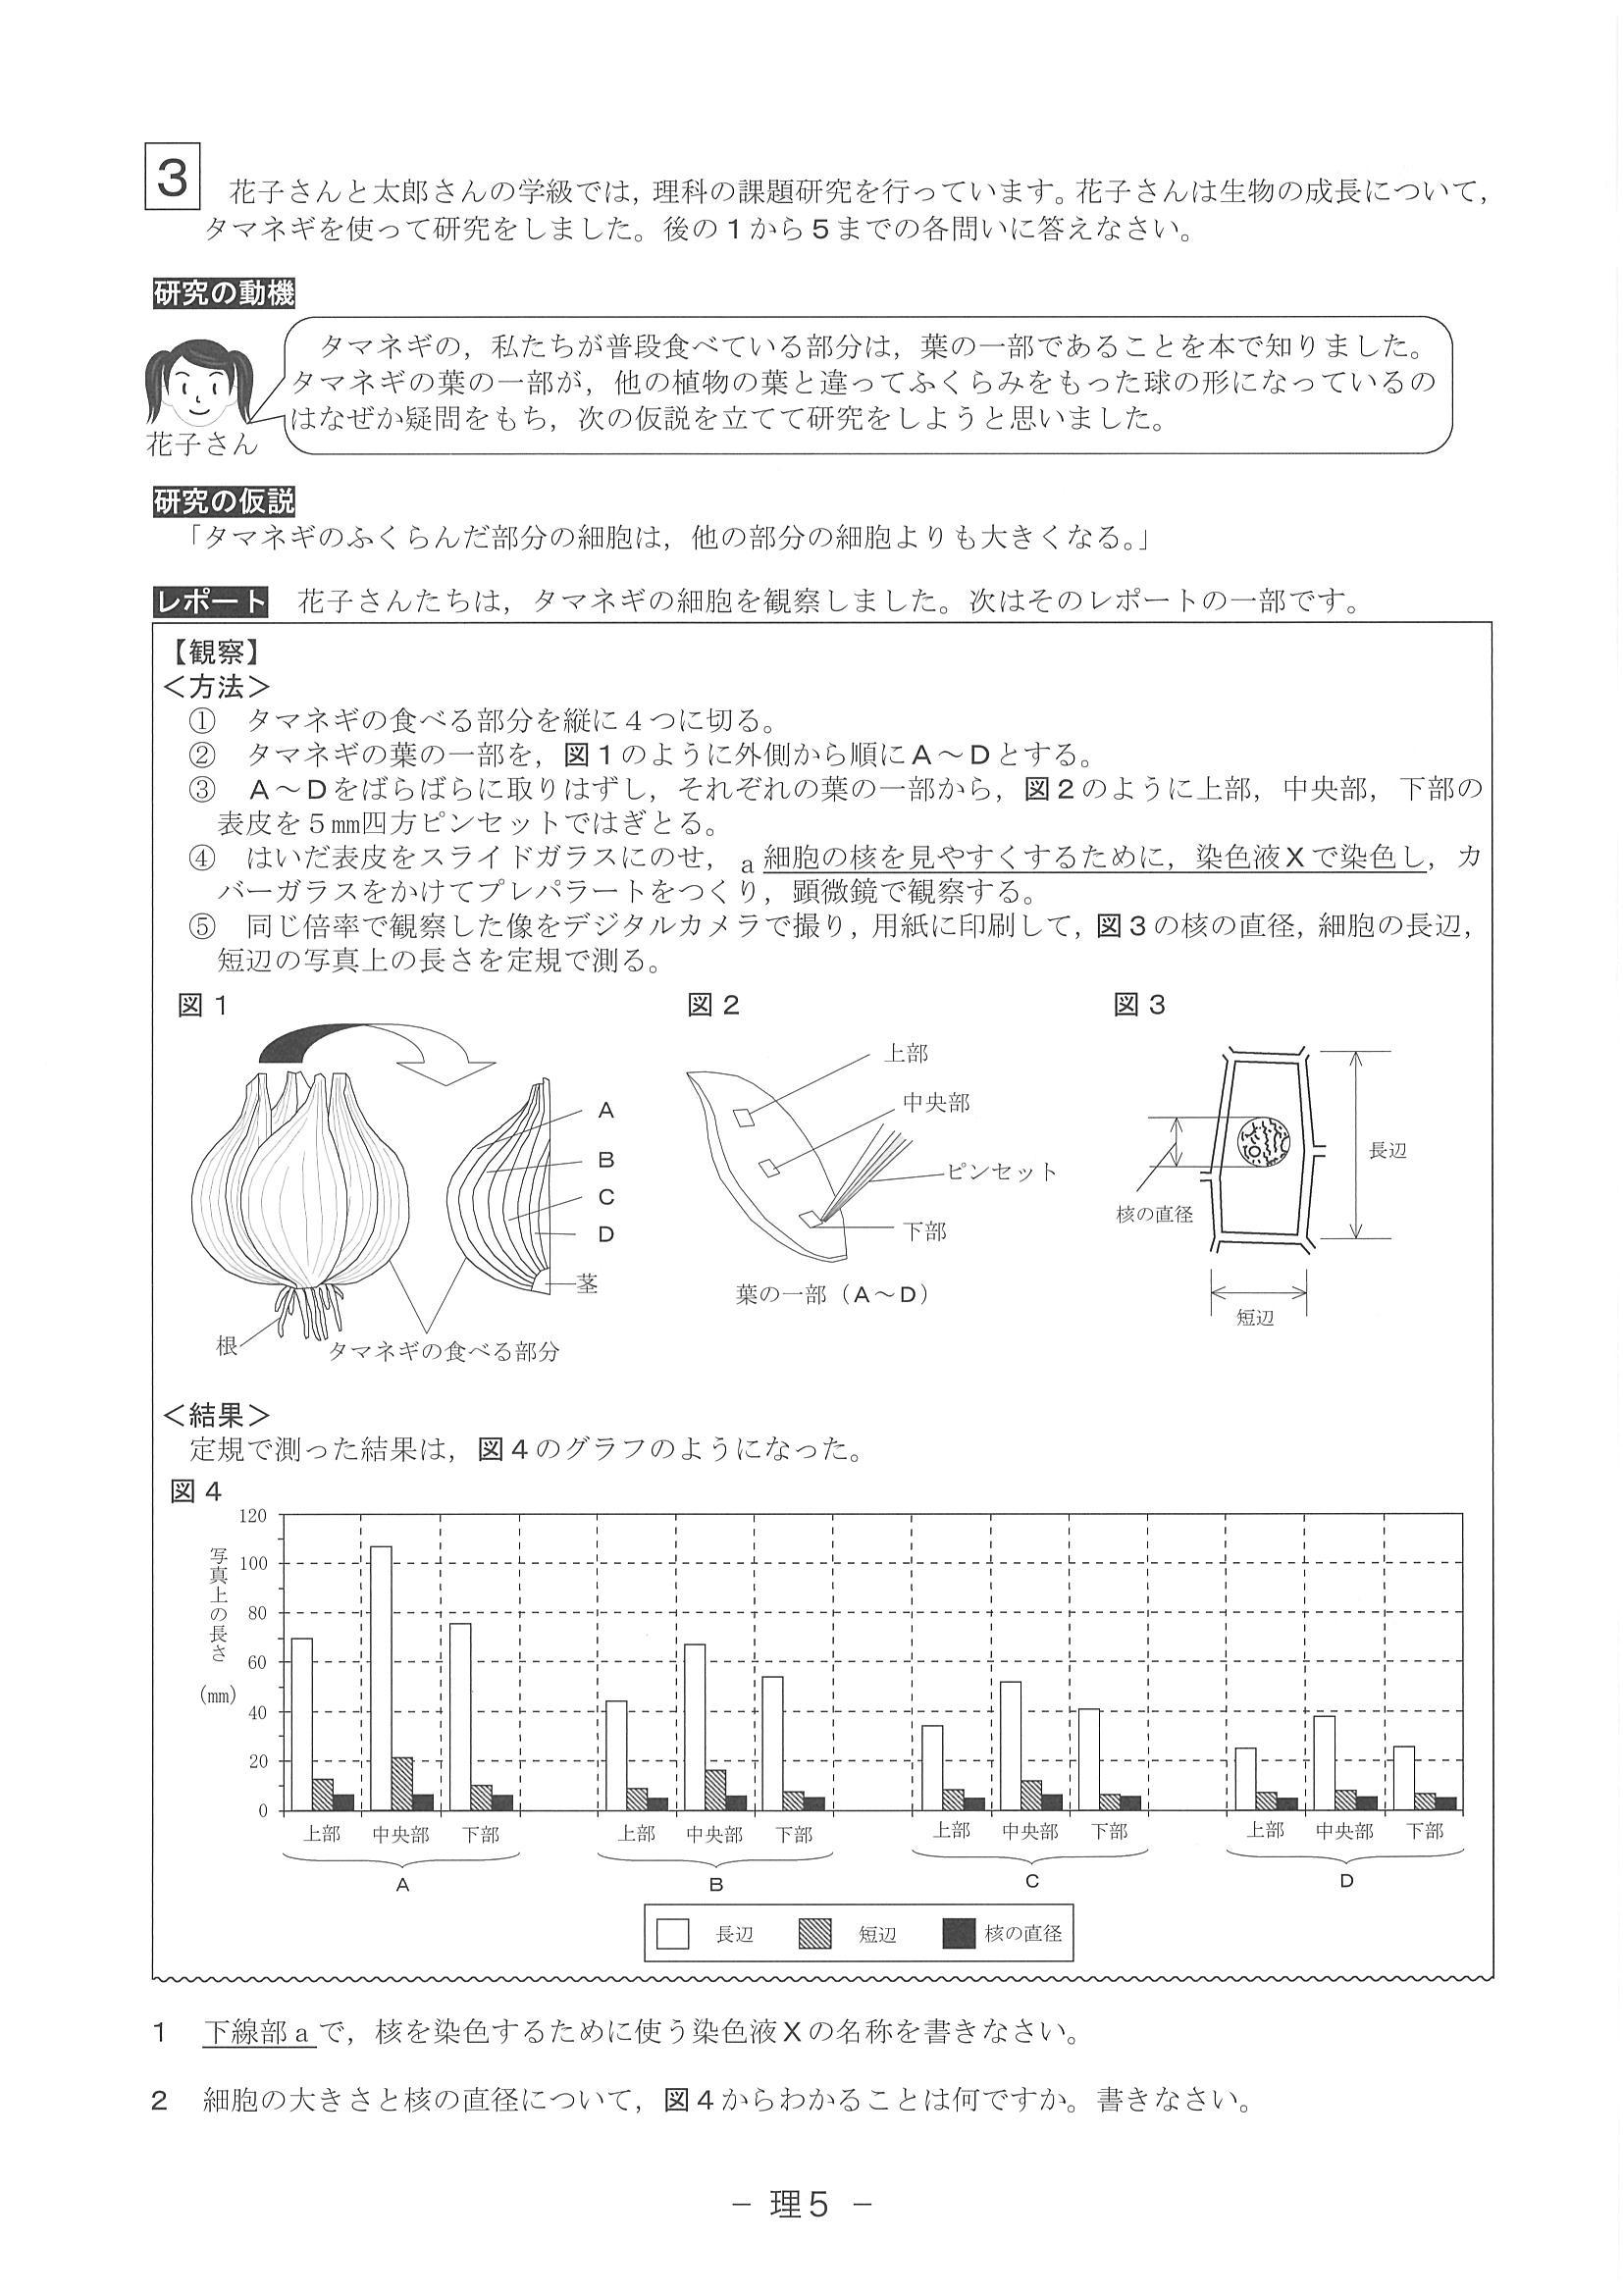 3 花子さんと太郎さんの学級では，理科の課題研究を行っています。花子さんは生物の成長について，
タマネギを使って研究をしました。後の1から5までの各問いに答えなさい。
研究の動機
タマネギの，私たちが普段食べている部分は，葉の一部であることを本で知りました。
タマネギの葉の一部が，他の植物の葉と違ってふくらみをもった球の形になっているの
はなぜか疑問をもち，次の仮説を立てて研究をしようと思いました。
花子さん
研究の仮説
「タマネギのふくらんだ部分の細胞は，他の部分の細胞よりも大きくなる。」
レポート 花子さんたちは，タマネギの細胞を観察しました。次はそのレポートの一部です。
【観察】
＜方法＞
① タマネギの食べる部分を縦に４つに切る。
② タマネギの葉の一部を，図1のように外側から順にA～Dとする。
③ A～Dをばらばらに取りはずし，それぞれの葉の一部から，図2のように上部，中央部，下部の
表皮を５㎜四方ピンセットではぎとる。
④ はいだ表皮をスライドガラスにのせ，a細胞の核を見やすくするために，染色液Xで染色し，カ
バーガラスをかけてプレパラートをつくり，顕微鏡で観察する。
⑤ 同じ倍率で観察した像をデジタルカメラで撮り，用紙に印刷して，図3の核の直径，細胞の長辺，
短辺の写真上の長さを定規で測る。
図1 図2 図3
A
B
C
D
茎
根
タマネギの食べる部分
上部
中央部
ピンセット
下部
葉の一部（A～D）
長辺
核の直径
短辺
＜結果＞
定規で測った結果は，図4のグラフのようになった。
図4
写真上の長さ
(㎜)
120
100
80
60
40
20
0
上部 中央部 下部 上部 中央部 下部 上部 中央部 下部 上部 中央部 下部
A B C D
長辺 短辺 核の直径
1 下線部aで，核を染色するために使う染色液Xの名称を書きなさい。
2 細胞の大きさと核の直径について，図4からわかることは何ですか。書きなさい。
－ 理5 －